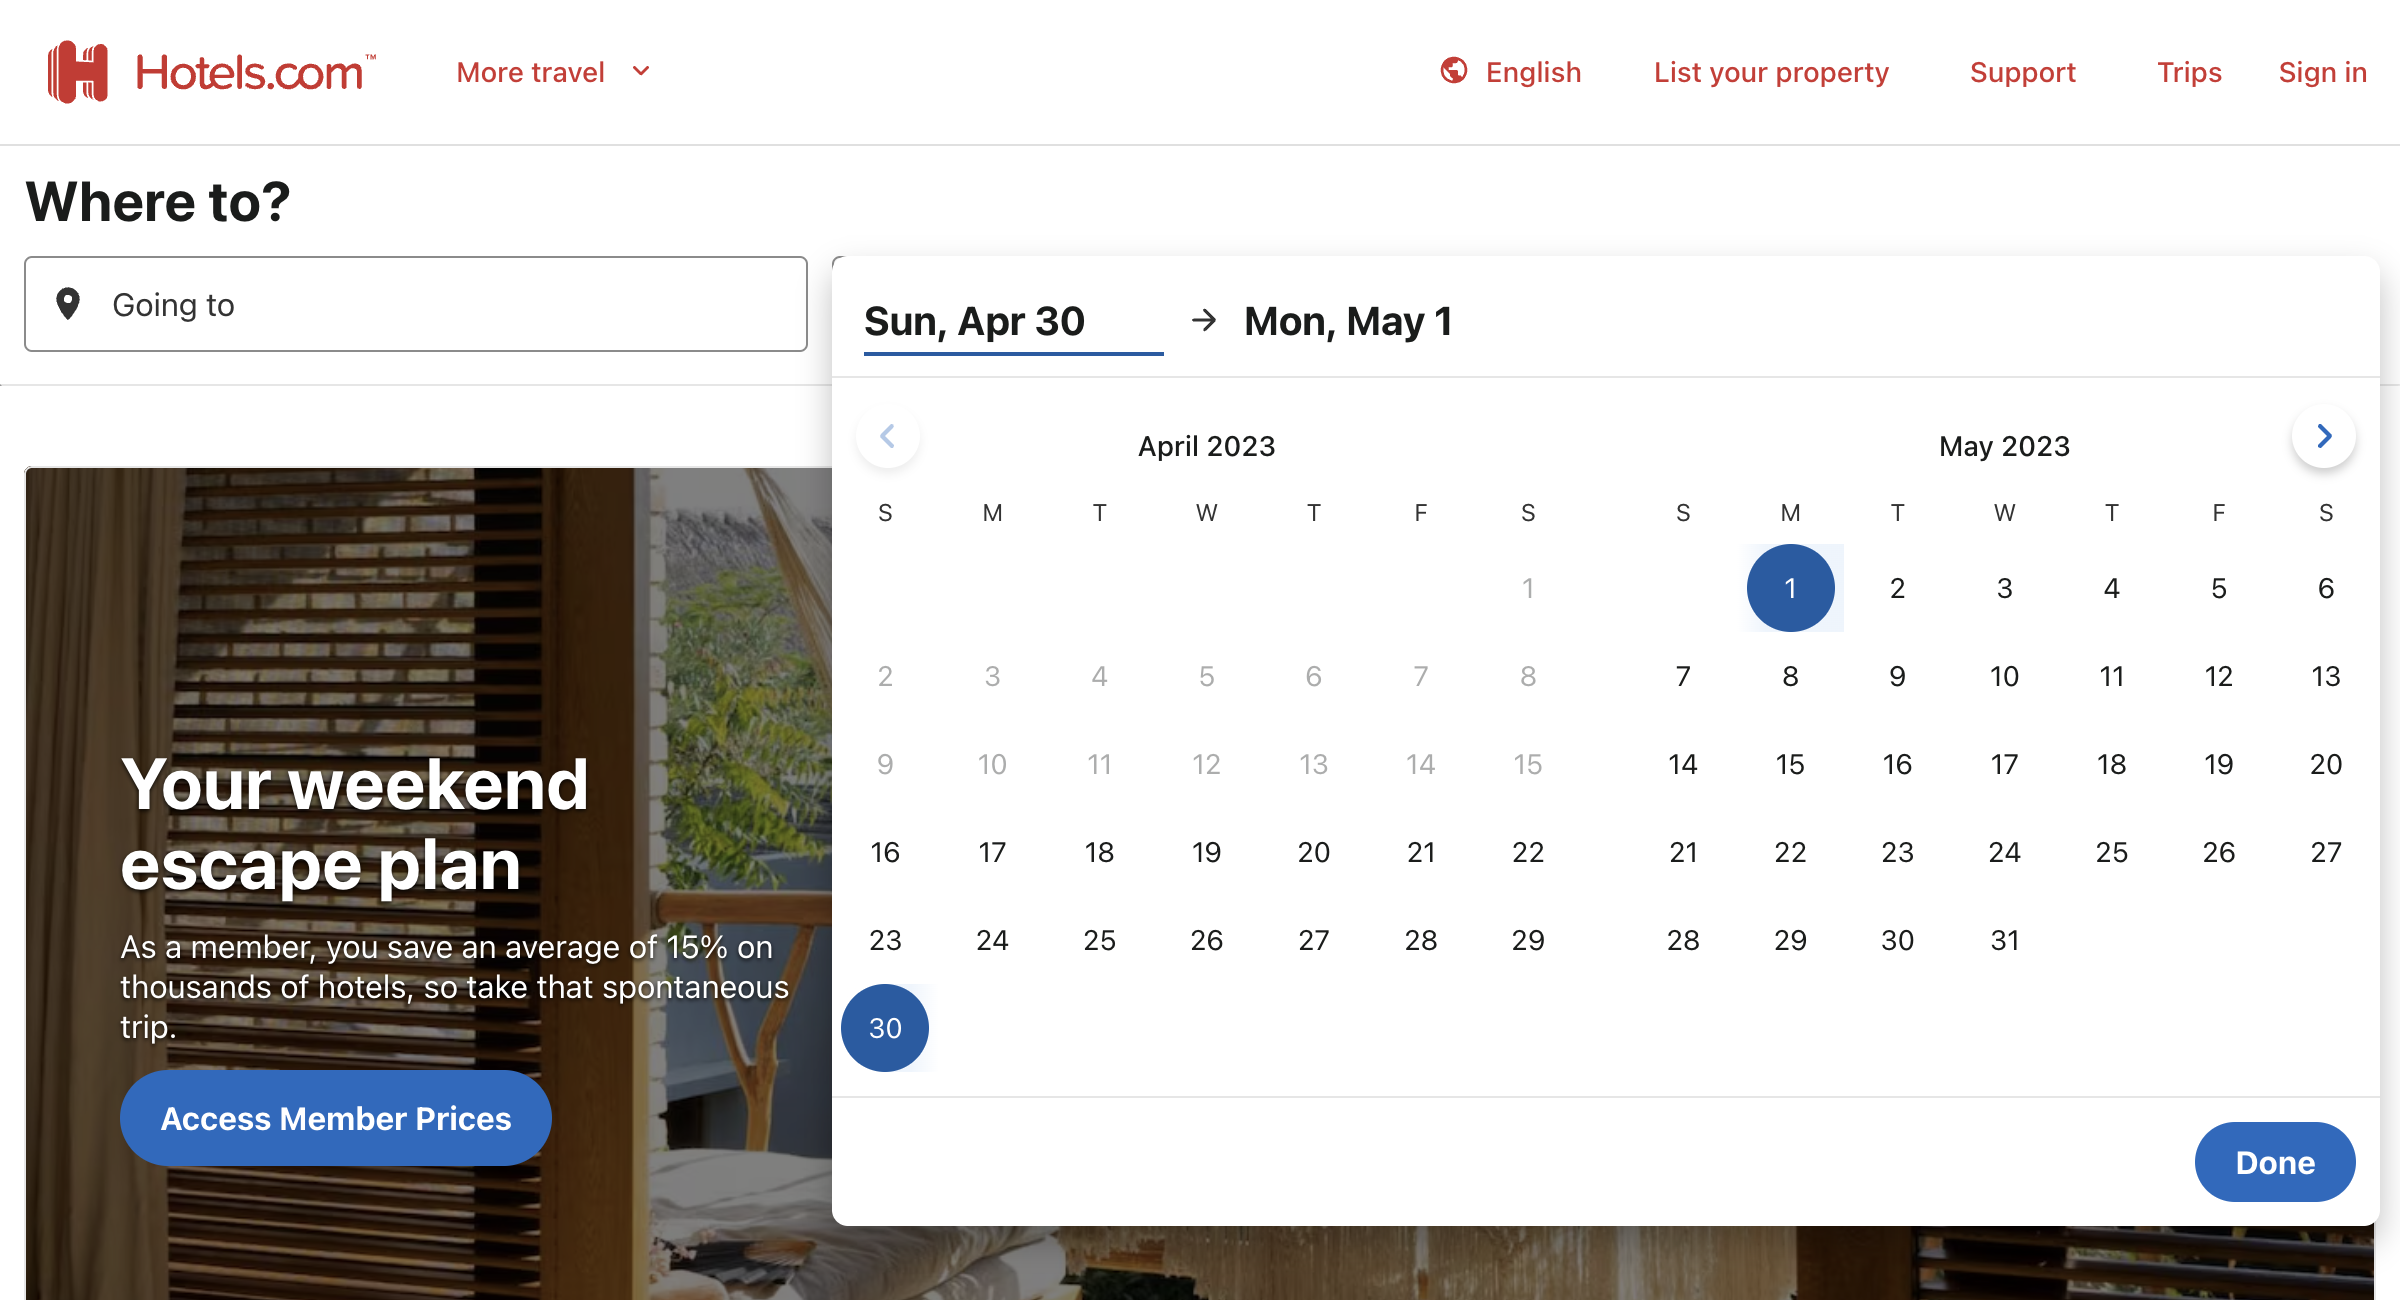 Hotels.com™
More travel
English
List your property
Support
Trips
Sign in
Where to?
Going to
Sun, Apr 30
Mon, May 1
April 2023
S M T W T F S
1
2 3 4 5 6 7 8
9 10 11 12 13 14 15
16 17 18 19 20 21 22
23 24 25 26 27 28 29
30
May 2023
S M T W T F S
1 2 3 4 5 6
7 8 9 10 11 12 13
14 15 16 17 18 19 20
21 22 23 24 25 26 27
28 29 30 31
Done
Your weekend
escape plan
As a member, you save an average of 15% on
thousands of hotels, so take that spontaneous
trip.
Access Member Prices